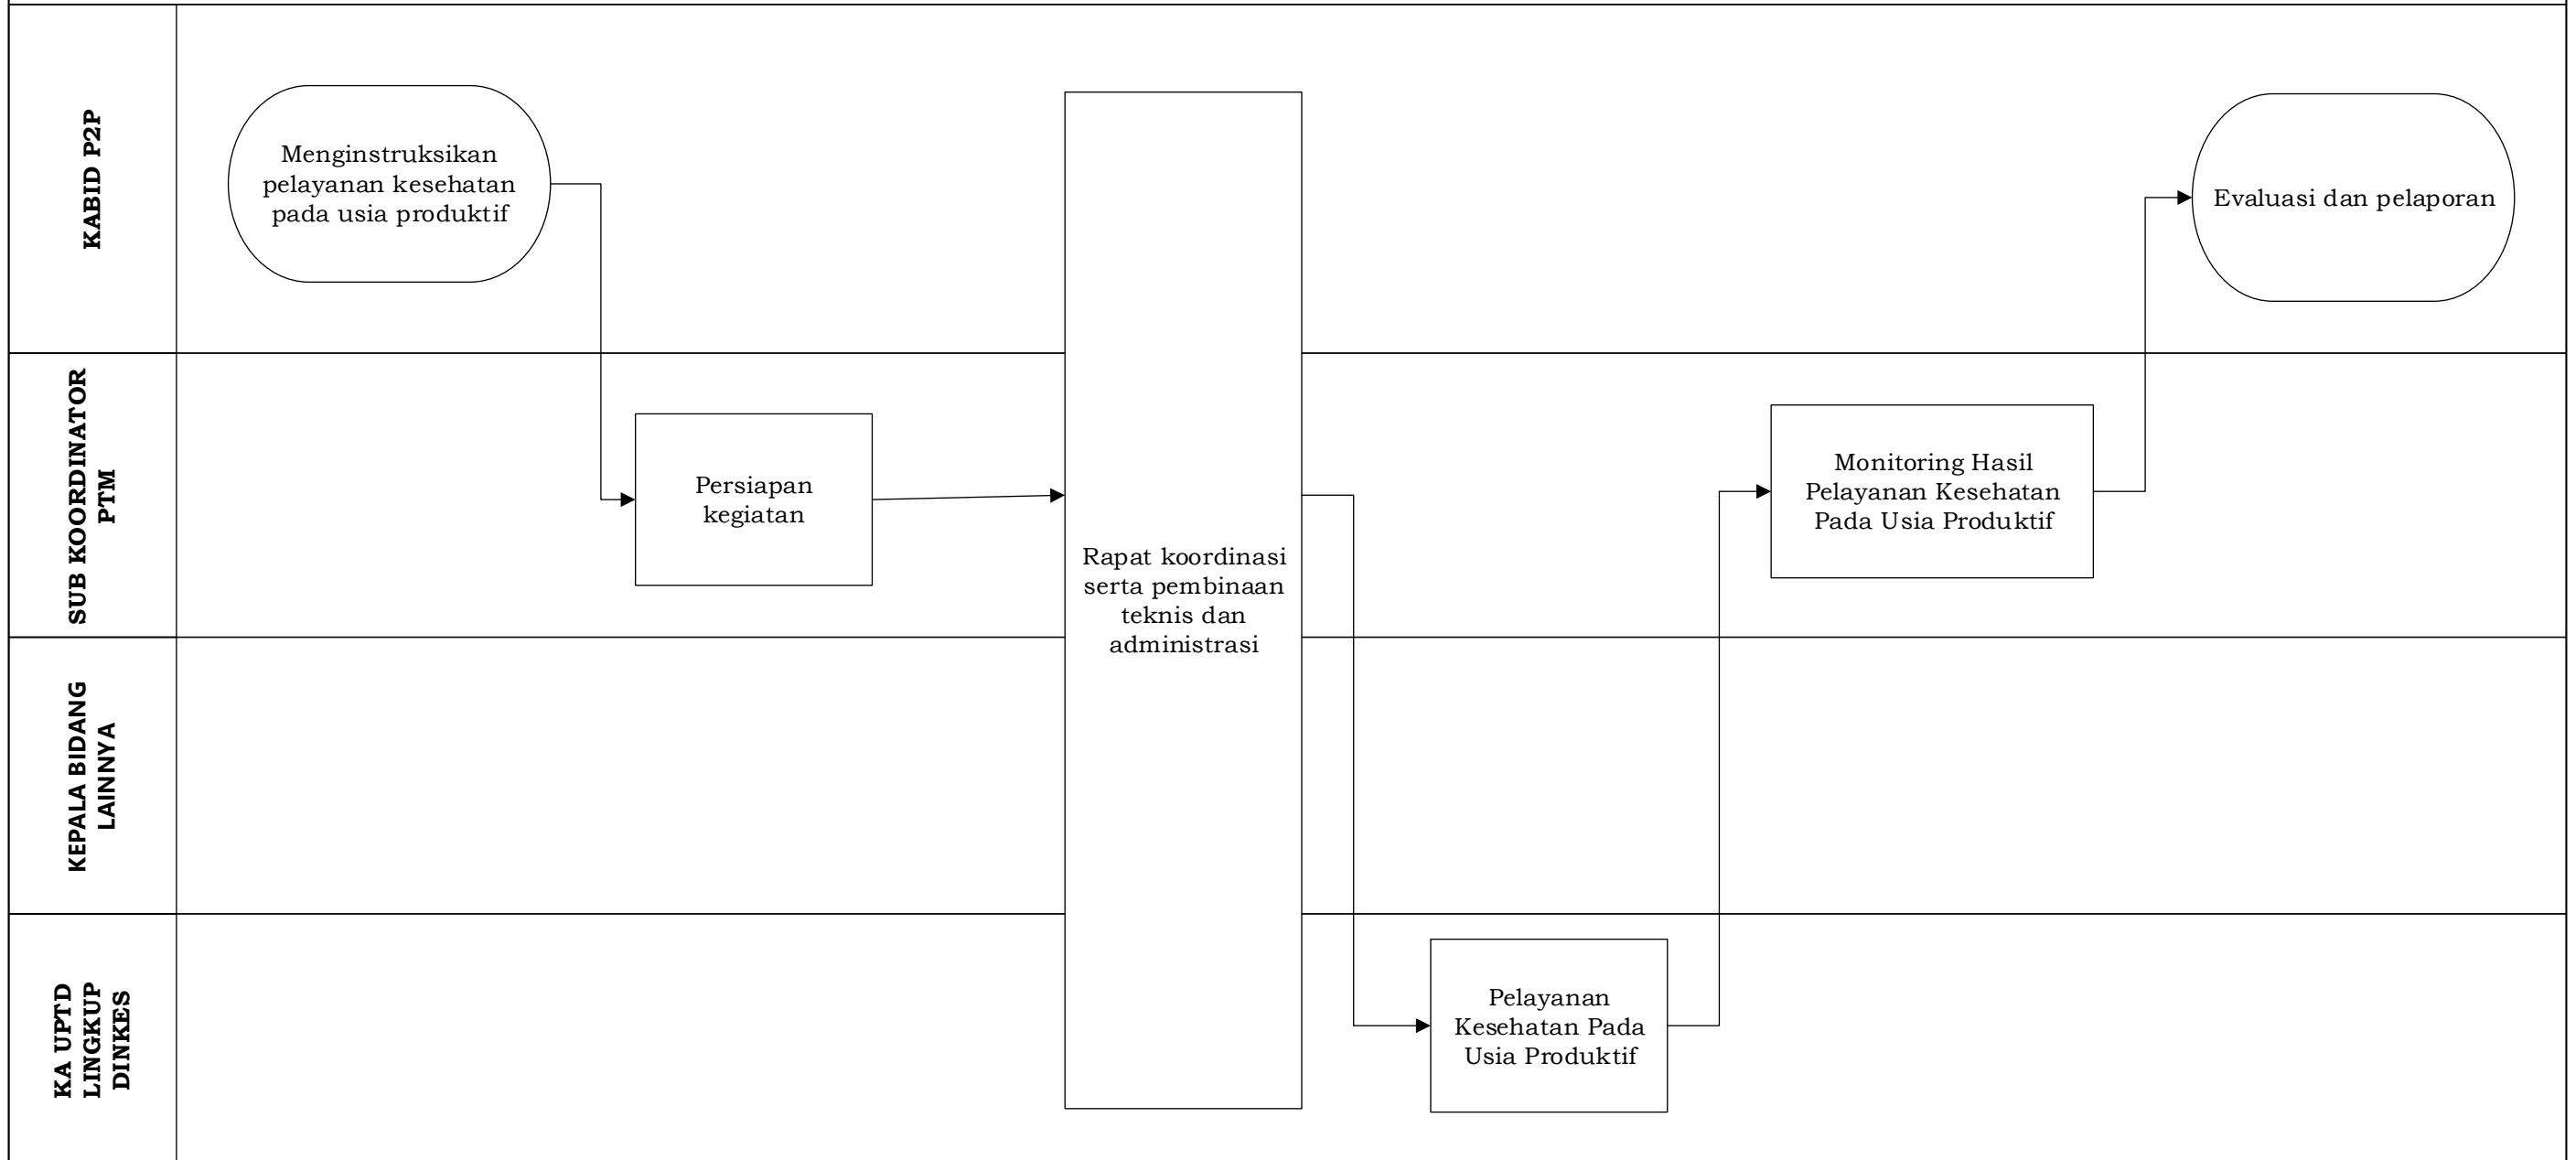 KABID P2P
Menginstruksikan
pelayanan kesehatan
pada usia produktif
Evaluasi dan pelaporan
SUB KOORDINATOR
PTM
Persiapan
kegiatan
Rapat koordinasi
serta pembinaan
teknis dan
administrasi
Monitoring Hasil
Pelayanan Kesehatan
Pada Usia Produktif
KEPALA BIDANG
LAINNYA
KA UPTD
LINGKUP
DINKES
Pelayanan
Kesehatan Pada
Usia Produktif